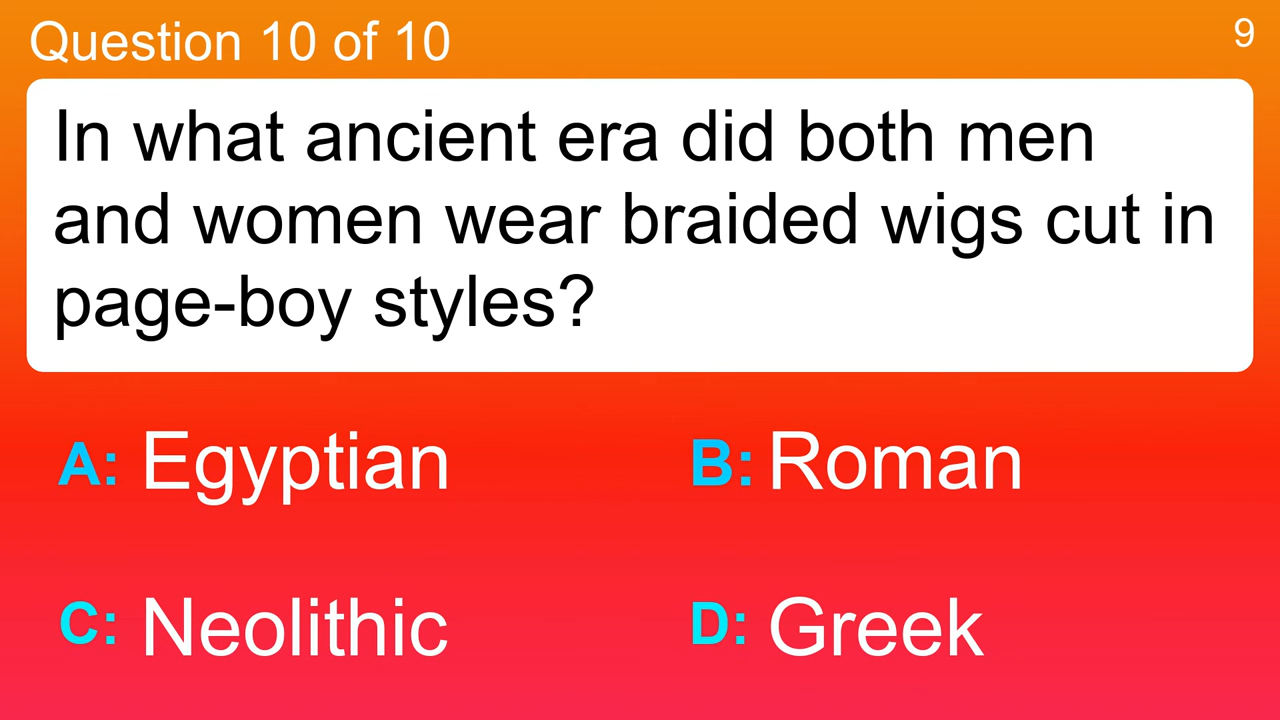 Question 10 of 10
9
In what ancient era did both men
and women wear braided wigs cut in
page-boy styles?
A: Egyptian
B: Roman
C: Neolithic
D: Greek